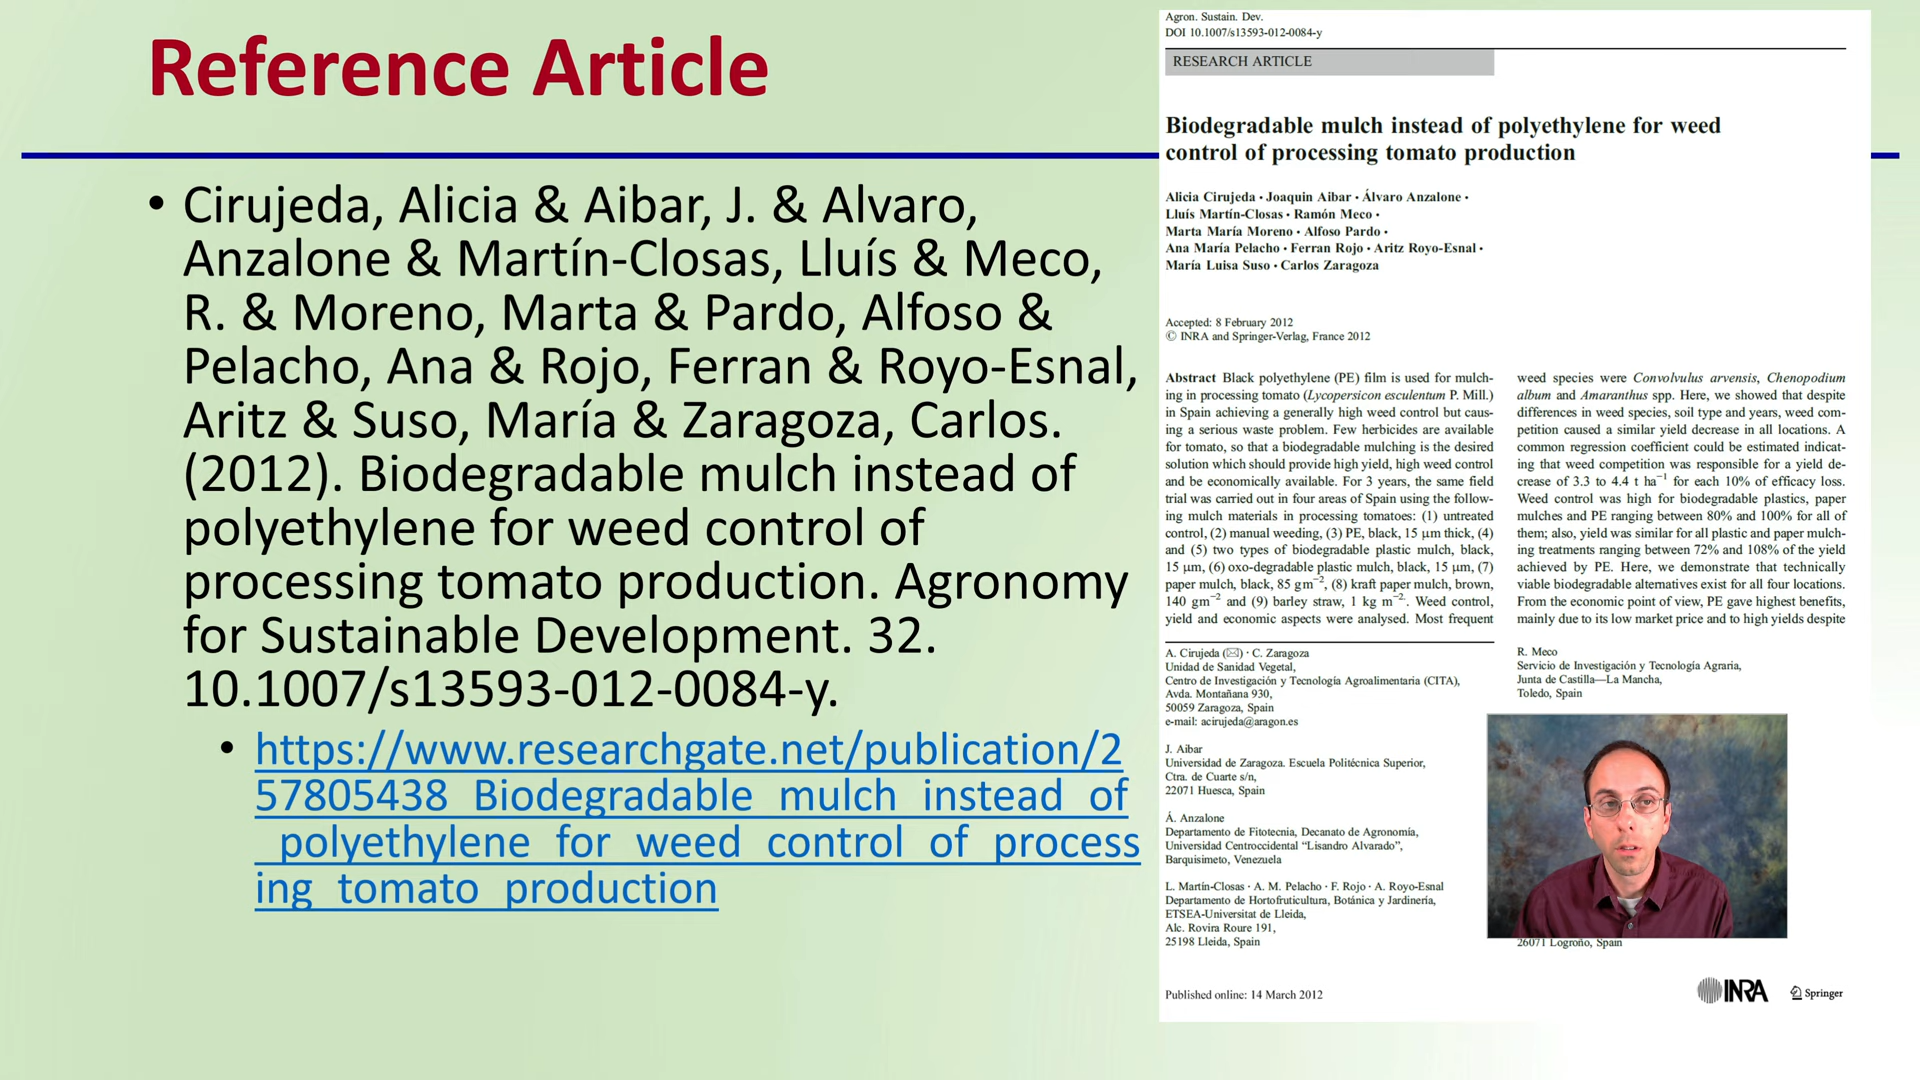 Reference Article
• Cirujeda, Alicia & Aibar, J. & Alvaro,
Anzalone & Martín-Closas, Lluís & Meco,
R. & Moreno, Marta & Pardo, Alfoso &
Pelacho, Ana & Rojo, Ferran & Royo-Esnal,
Aritz & Suso, María & Zaragoza, Carlos.
(2012). Biodegradable mulch instead of
polyethylene for weed control of
processing tomato production. Agronomy
for Sustainable Development. 32.
10.1007/s13593-012-0084-y.
• https://www.researchgate.net/publication/2
57805438_Biodegradable_mulch_instead_of
_polyethylene_for_weed_control_of_process
ing_tomato_production
Agron. Sustain. Dev.
DOI 10.1007/s13593-012-0084-y
RESEARCH ARTICLE
Biodegradable mulch instead of polyethylene for weed
control of processing tomato production
Alicia Cirujeda • Joaquin Aibar • Álvaro Anzalone •
Lluís Martín-Closas • Ramón Meco •
Marta María Moreno • Alfoso Pardo •
Ana María Pelacho • Ferran Rojo • Aritz Royo-Esnal •
María Luisa Suso • Carlos Zaragoza
Accepted: 8 February 2012
© INRA and Springer-Verlag, France 2012
Abstract Black polyethylene (PE) film is used for mulch-
ing in processing tomato (Lycopersicon esculentum P. Mill.)
in Spain achieving a generally high weed control but caus-
ing a serious waste problem. Few herbicides are available
for tomato, so that a biodegradable mulching is the desired
solution which should provide high yield, high weed control
and be economically available. For 3 years, the same field
trial was carried out in four areas of Spain using the follow-
ing mulch materials in processing tomatoes: (1) untreated
control, (2) manual weeding, (3) PE, black, 15 μm thick, (4)
and (5) two types of biodegradable plastic mulch, black,
15 μm, (6) oxo-degradable plastic mulch, black, 15 μm, (7)
paper mulch, black, 85 gm⁻², (8) kraft paper mulch, brown,
140 gm⁻² and (9) barley straw, 1 kg m⁻². Weed control,
yield and economic aspects were analysed. Most frequent
weed species were Convolvulus arvensis, Chenopodium
album and Amaranthus spp. Here, we showed that despite
differences in weed species, soil type and years, weed com-
petition caused a similar yield decrease in all locations. A
common regression coefficient could be estimated indicat-
ing that weed competition was responsible for a yield de-
crease of 3.3 to 4.4 t ha⁻¹ for each 10% of efficacy loss.
Weed control was high for biodegradable plastics, paper
mulches and PE ranging between 80% and 100% for all of
them; also, yield was similar for all plastic and paper mulch-
ing treatments ranging between 72% and 108% of the yield
achieved by PE. Here, we demonstrate that technically
viable biodegradable alternatives exist for all four locations.
From the economic point of view, PE gave highest benefits,
mainly due to its low market price and to high yields despite
A. Cirujeda (✉) · C. Zaragoza
Unidad de Sanidad Vegetal,
Centro de Investigación y Tecnología Agroalimentaria (CITA),
Avda. Montañana 930,
50059 Zaragoza, Spain
e-mail: acirujeda@aragon.es
J. Aibar
Universidad de Zaragoza. Escuela Politécnica Superior,
Ctra. de Cuarte s/n,
22071 Huesca, Spain
Á. Anzalone
Departamento de Fitotecnia, Decanato de Agronomía,
Universidad Centroccidental “Lisandro Alvarado”,
Barquisimeto, Venezuela
L. Martín-Closas · A. M. Pelacho · F. Rojo · A. Royo-Esnal
Departamento de Hortofruticultura, Botánica y Jardinería,
ETSEA-Universitat de Lleida,
Alc. Rovira Roure 191,
25198 Lleida, Spain
R. Meco
Servicio de Investigación y Tecnología Agraria,
Junta de Castilla—La Mancha,
Toledo, Spain
26071 Logroño, Spain
Published online: 14 March 2012
INRA
Springer